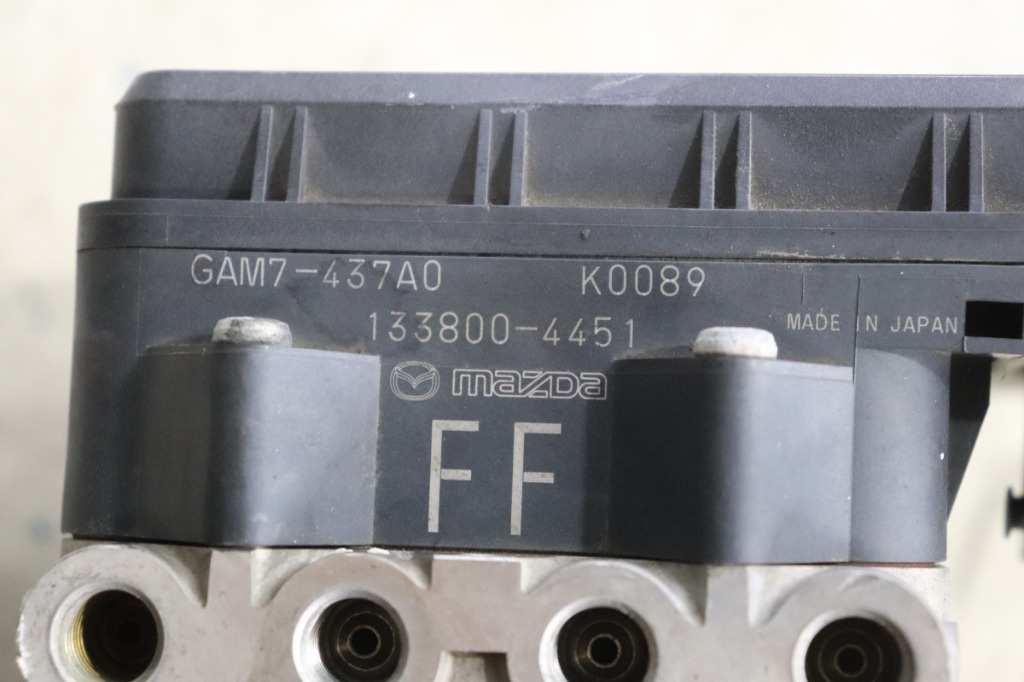 GAM7-437A0 K0089
133800-4451 MADE IN JAPAN
mazda
FF